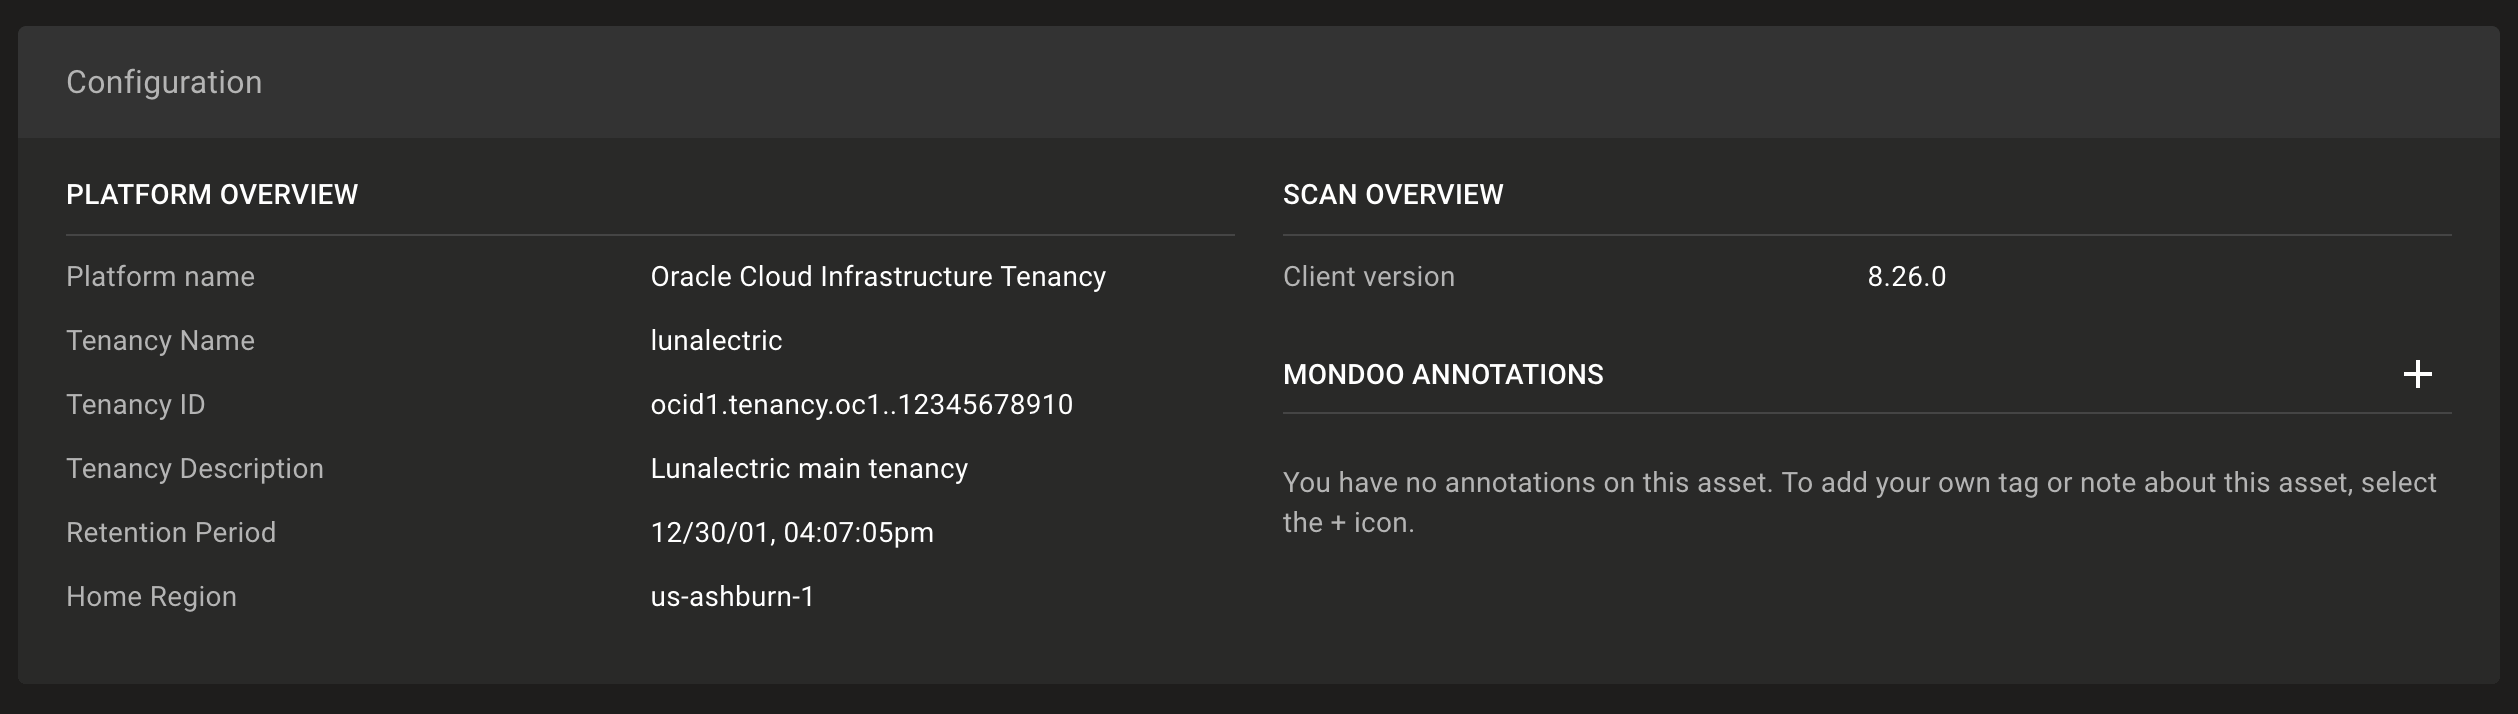 Configuration
PLATFORM OVERVIEW
Platform name Oracle Cloud Infrastructure Tenancy
Tenancy Name lunalectric
Tenancy ID ocid1.tenancy.oc1..12345678910
Tenancy Description Lunalectric main tenancy
Retention Period 12/30/01, 04:07:05pm
Home Region us-ashburn-1
SCAN OVERVIEW
Client version 8.26.0
MONDOO ANNOTATIONS +
You have no annotations on this asset. To add your own tag or note about this asset, select
the + icon.